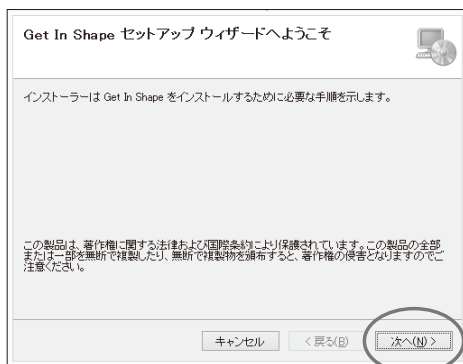 Get In Shape セットアップ ウィザードへようこそ
インストーラーは Get In Shape をインストールするために必要な手順を示します。
この製品は、著作権に関する法律および国際条約により保護されています。この製品の全部
または一部を無断で複製したり、無断で複製物を頒布すると、著作権の侵害となりますのでご
注意ください。
キャンセル
< 戻る(B)
次へ(N) >